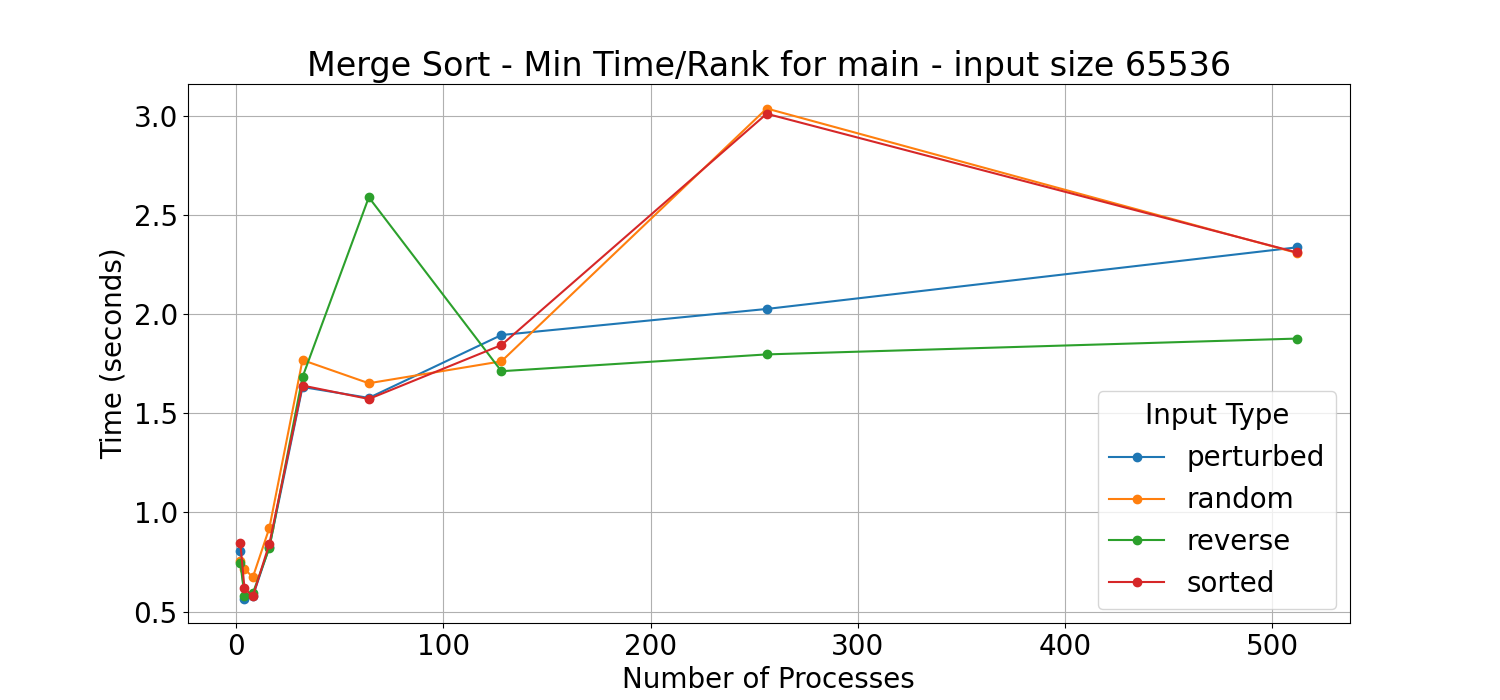 Merge Sort - Min Time/Rank for main - input size 65536
3.0
2.5
2.0
1.5
1.0
0.5
Time (seconds)
0 100 200 300 400 500
Number of Processes
Input Type
perturbed
random
reverse
sorted